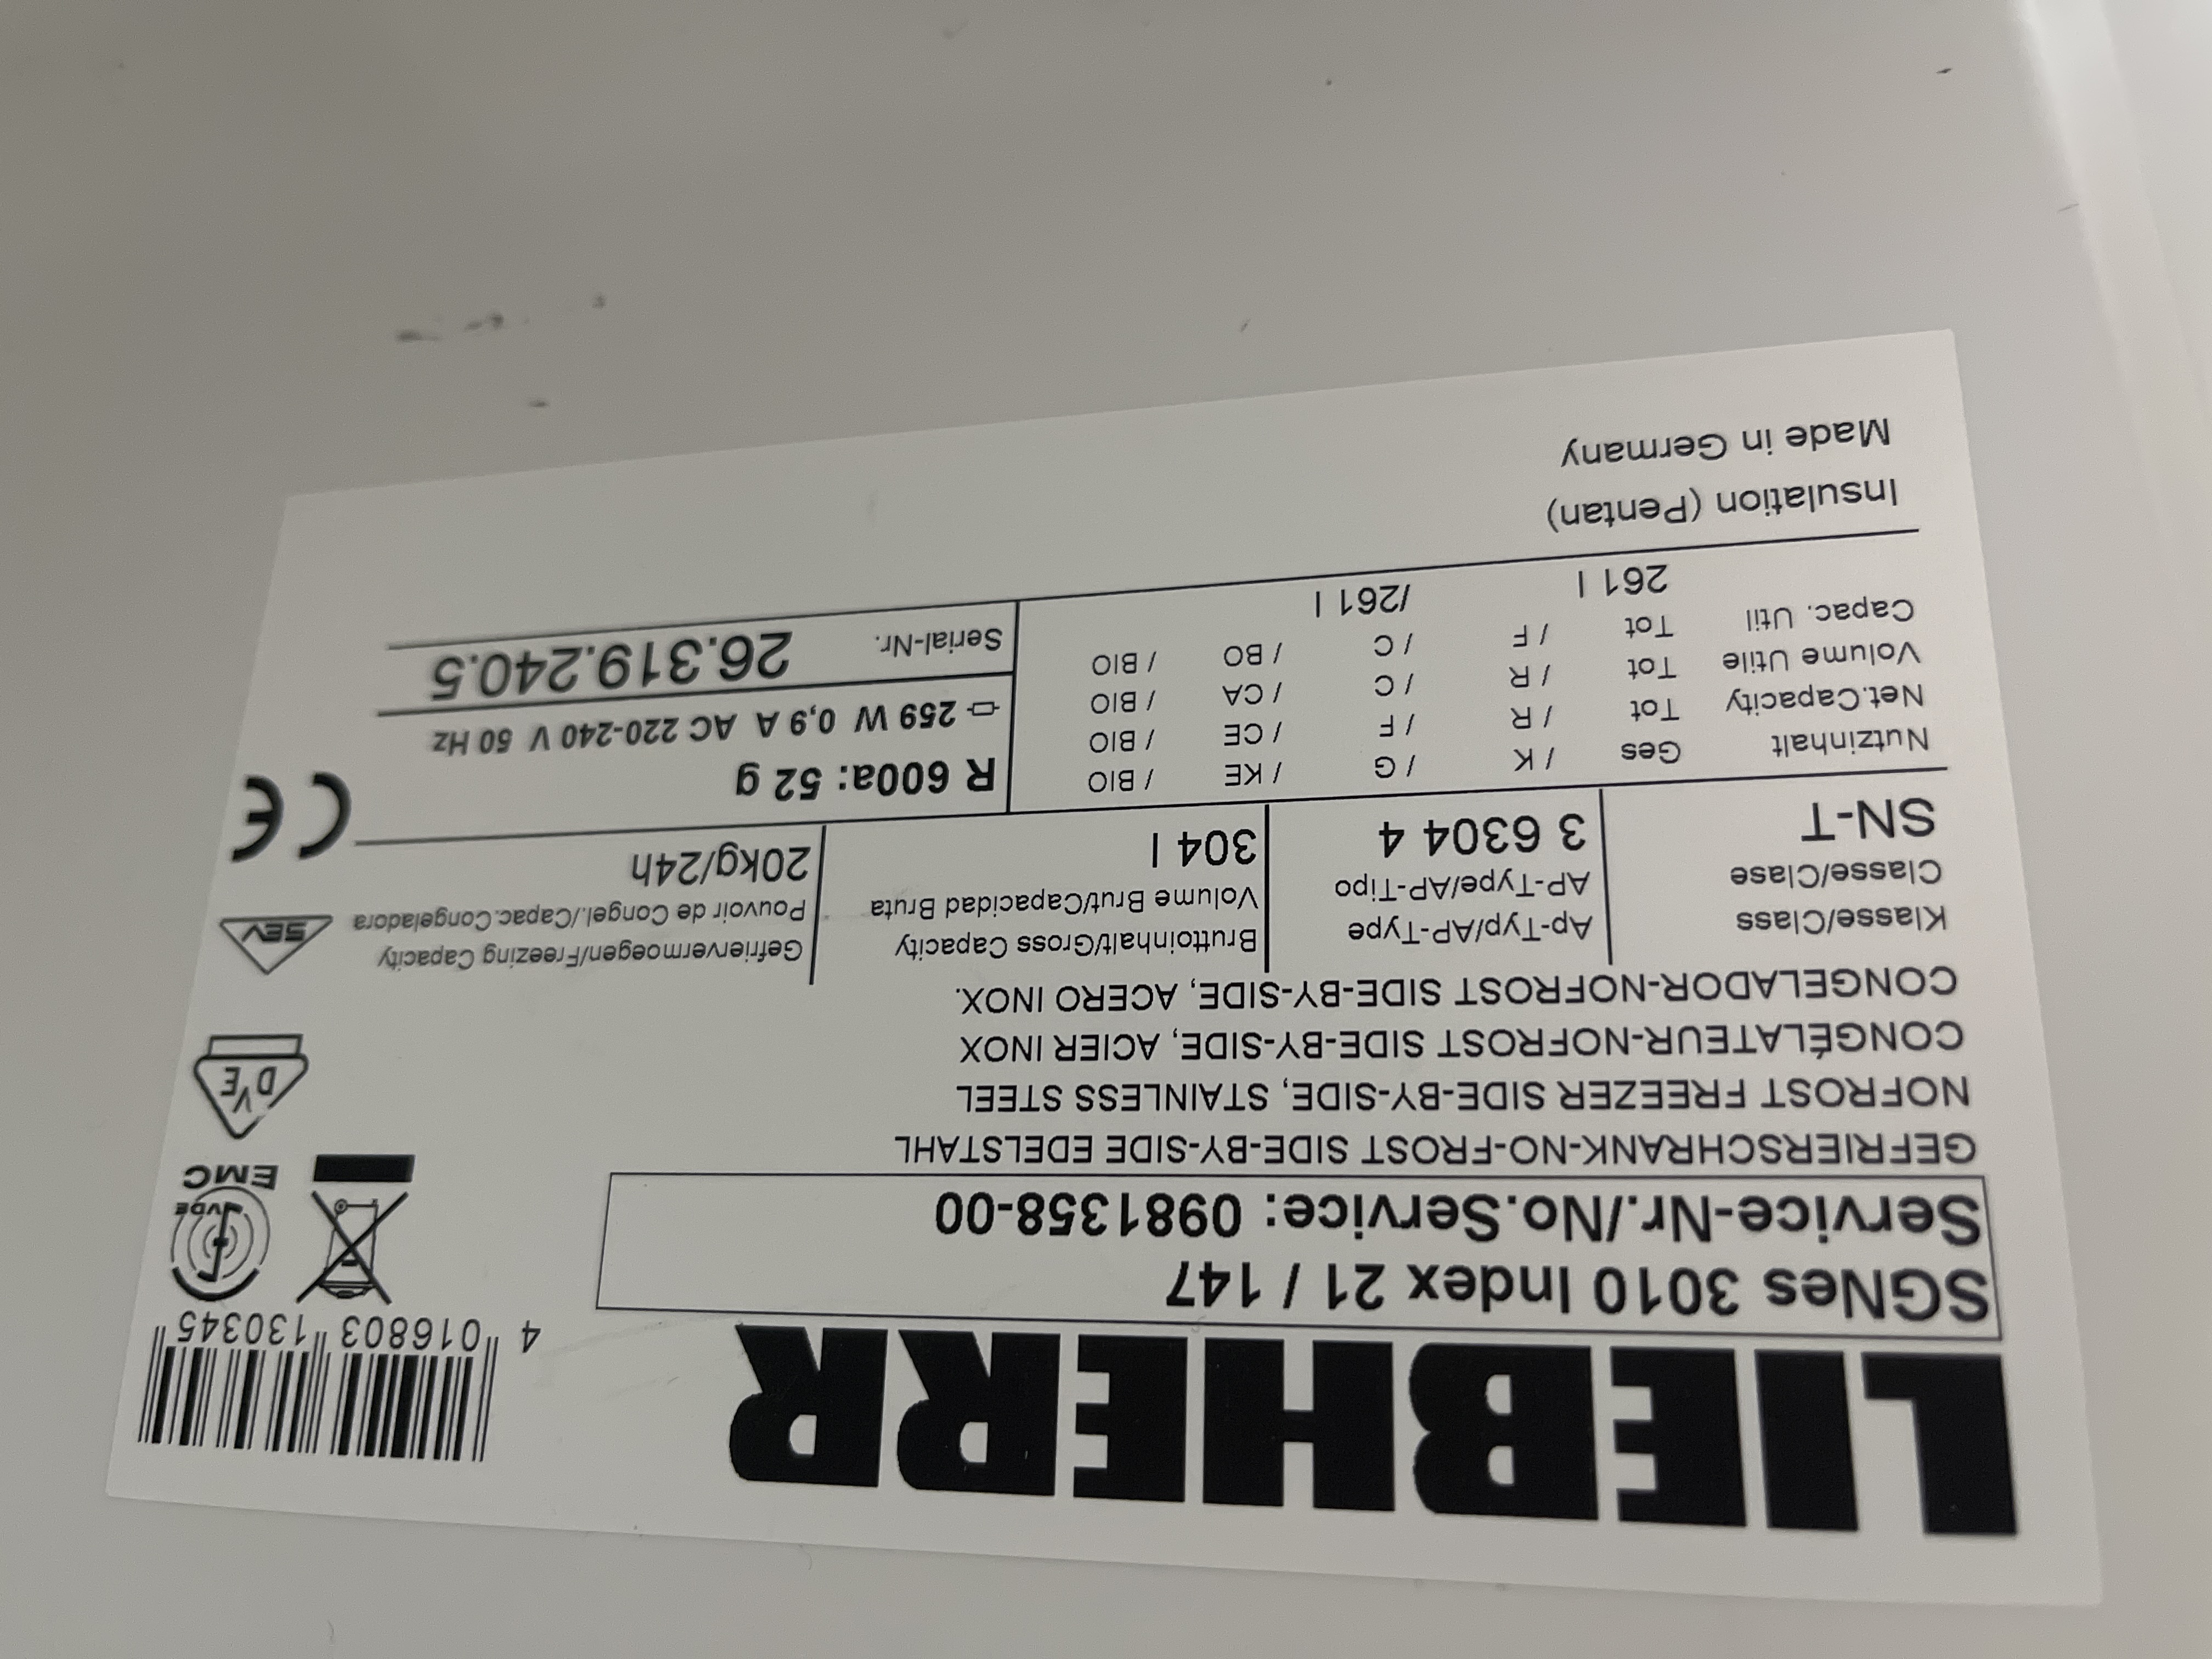 LIEBHERR
4 016803 130345
SGNes 3010 Index 21 / 147
Service-Nr./No.Service: 0981358-00
VDE
EMC
GEFRIERSCHRANK-NO-FROST SIDE-BY-SIDE EDELSTAHL
NOFROST FREEZER SIDE-BY-SIDE, STAINLESS STEEL
CONGÉLATEUR-NOFROST SIDE-BY-SIDE, ACIER INOX
CONGELADOR-NOFROST SIDE-BY-SIDE, ACERO INOX.
DVE
Klasse/Class
Classe/Clase
SN-T
Ap-Typ/AP-Type
AP-Type/AP-Tipo
3 6304 4
Bruttoinhalt/Gross Capacity
Volume Brut/Capacidad Bruta
304 l
Gefriervermoegen/Freezing Capacity
Pouvoir de Congel./Capac.Congeladora
20kg/24h
SEV
CE
Nutzinhalt Ges / K / G / KE / BIO
Net.Capacity Tot / R / F / CE / BIO
Volume Utile Tot / R / C / CA / BIO
Capac. Util Tot / F / C / BO / BIO
261 l /261 l
R 600a: 52 g
259 W 0,9 A AC 220-240 V 50 Hz
Serial-Nr. 26.319.240.5
Insulation (Pentan)
Made in Germany